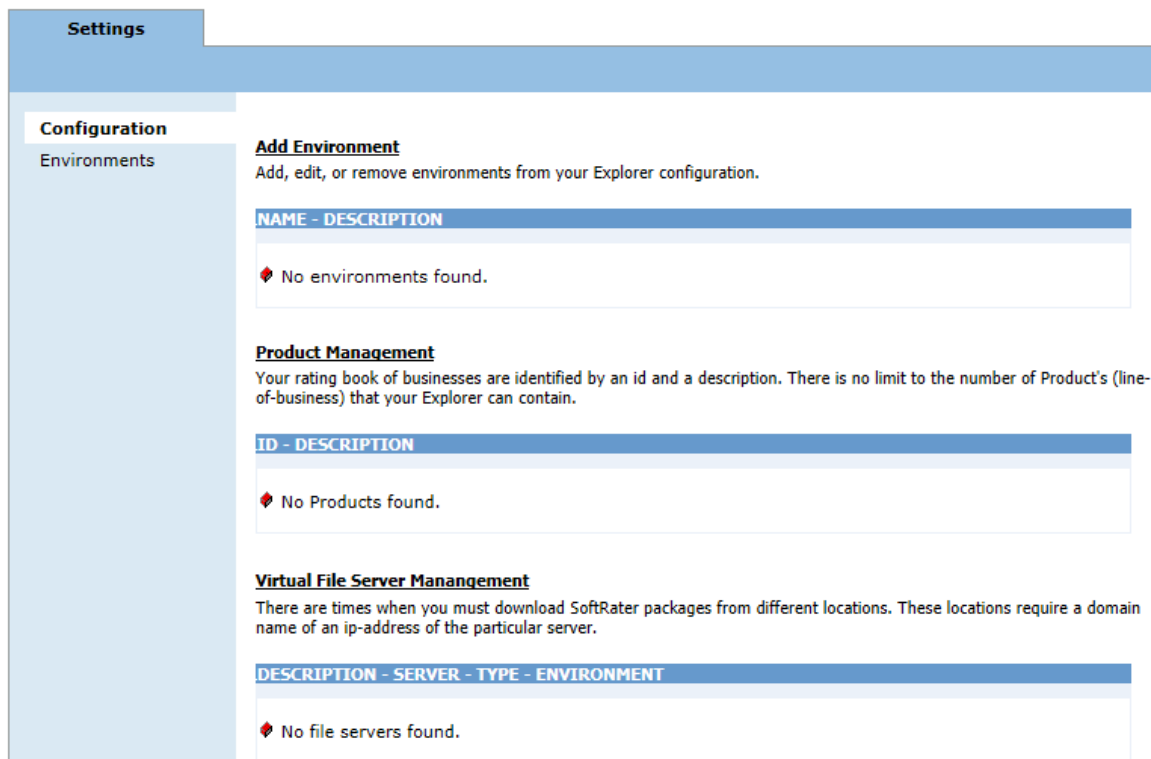 Settings
Configuration
Environments
Add Environment
Add, edit, or remove environments from your Explorer configuration.
NAME - DESCRIPTION
No environments found.
Product Management
Your rating book of businesses are identified by an id and a description. There is no limit to the number of Product's (line-
of-business) that your Explorer can contain.
ID - DESCRIPTION
No Products found.
Virtual File Server Manangement
There are times when you must download SoftRater packages from different locations. These locations require a domain
name of an ip-address of the particular server.
DESCRIPTION - SERVER - TYPE - ENVIRONMENT
No file servers found.